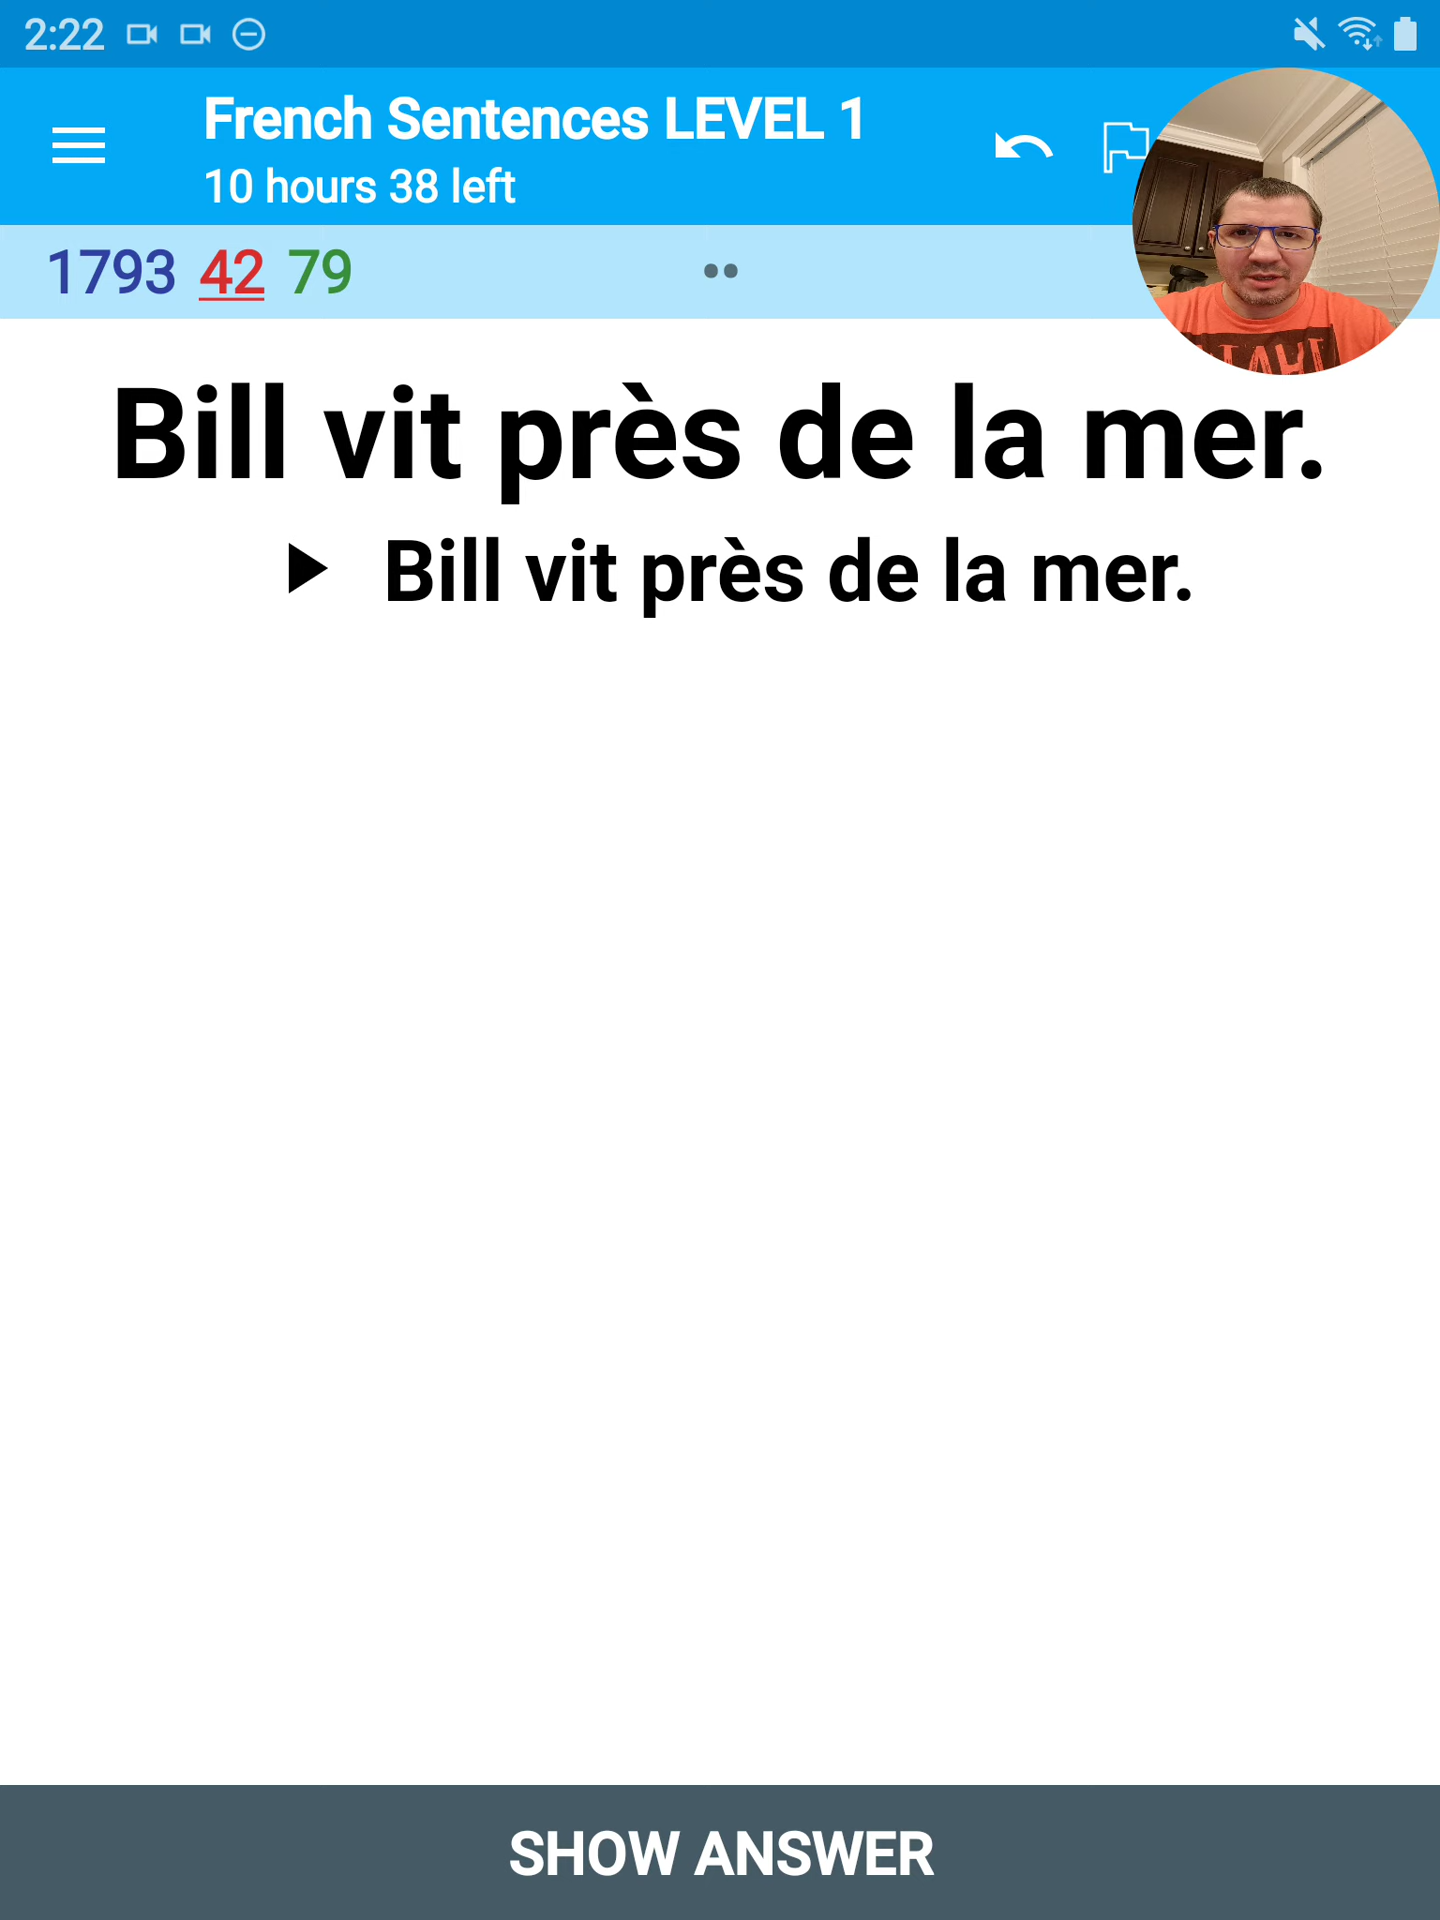 2:22
French Sentences LEVEL 1
10 hours 38 left
1793 42 79
Bill vit près de la mer.
Bill vit près de la mer.
SHOW ANSWER